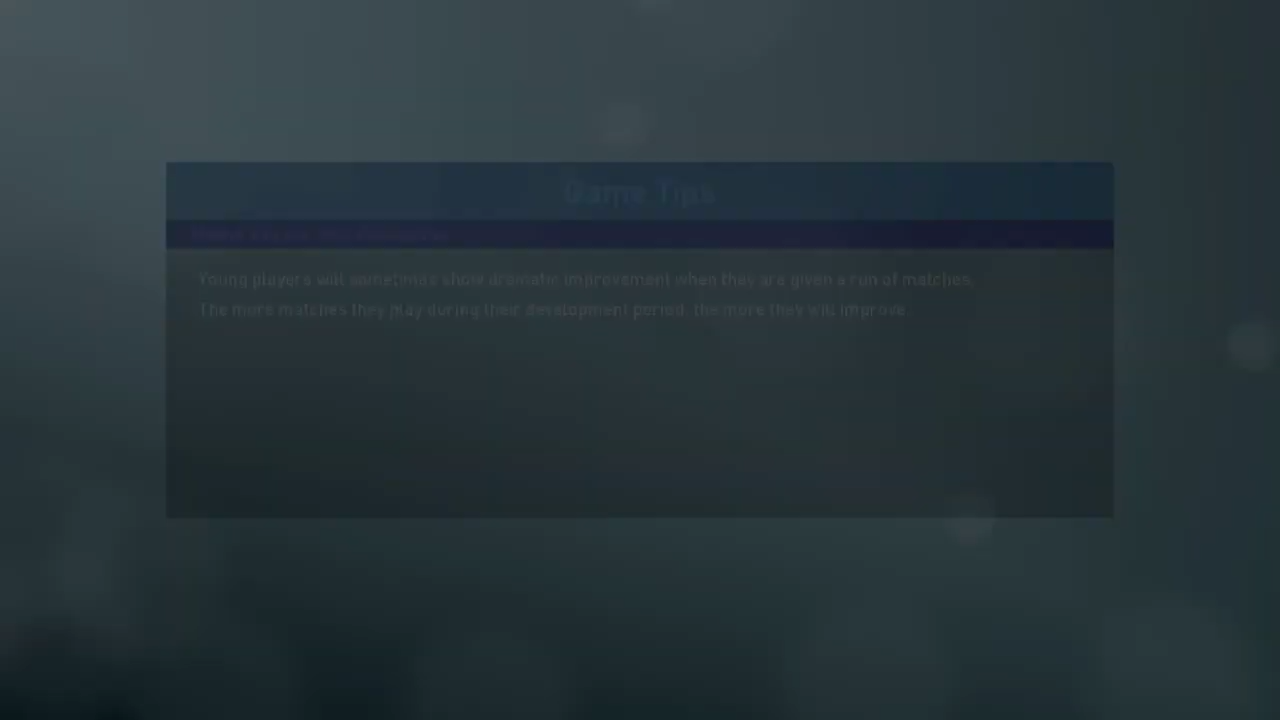 Game Tips
Young players will sometimes show dramatic improvement when they are given a run of matches.
The more matches they play during their development period, the more they will improve.